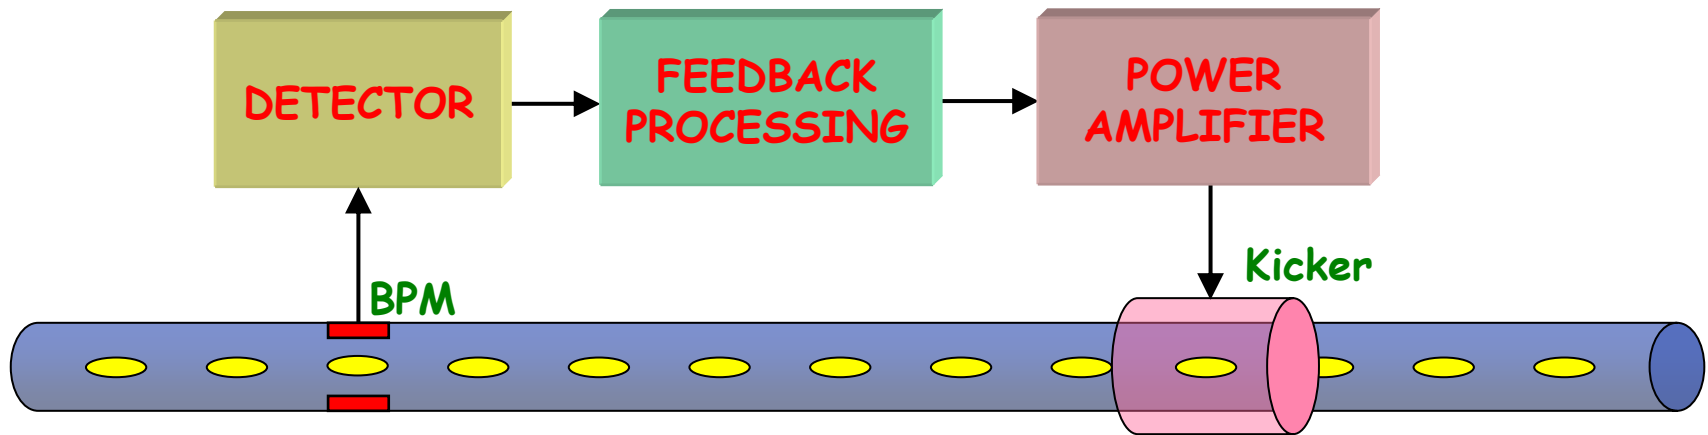 DETECTOR
FEEDBACK
PROCESSING
POWER
AMPLIFIER
BPM
Kicker